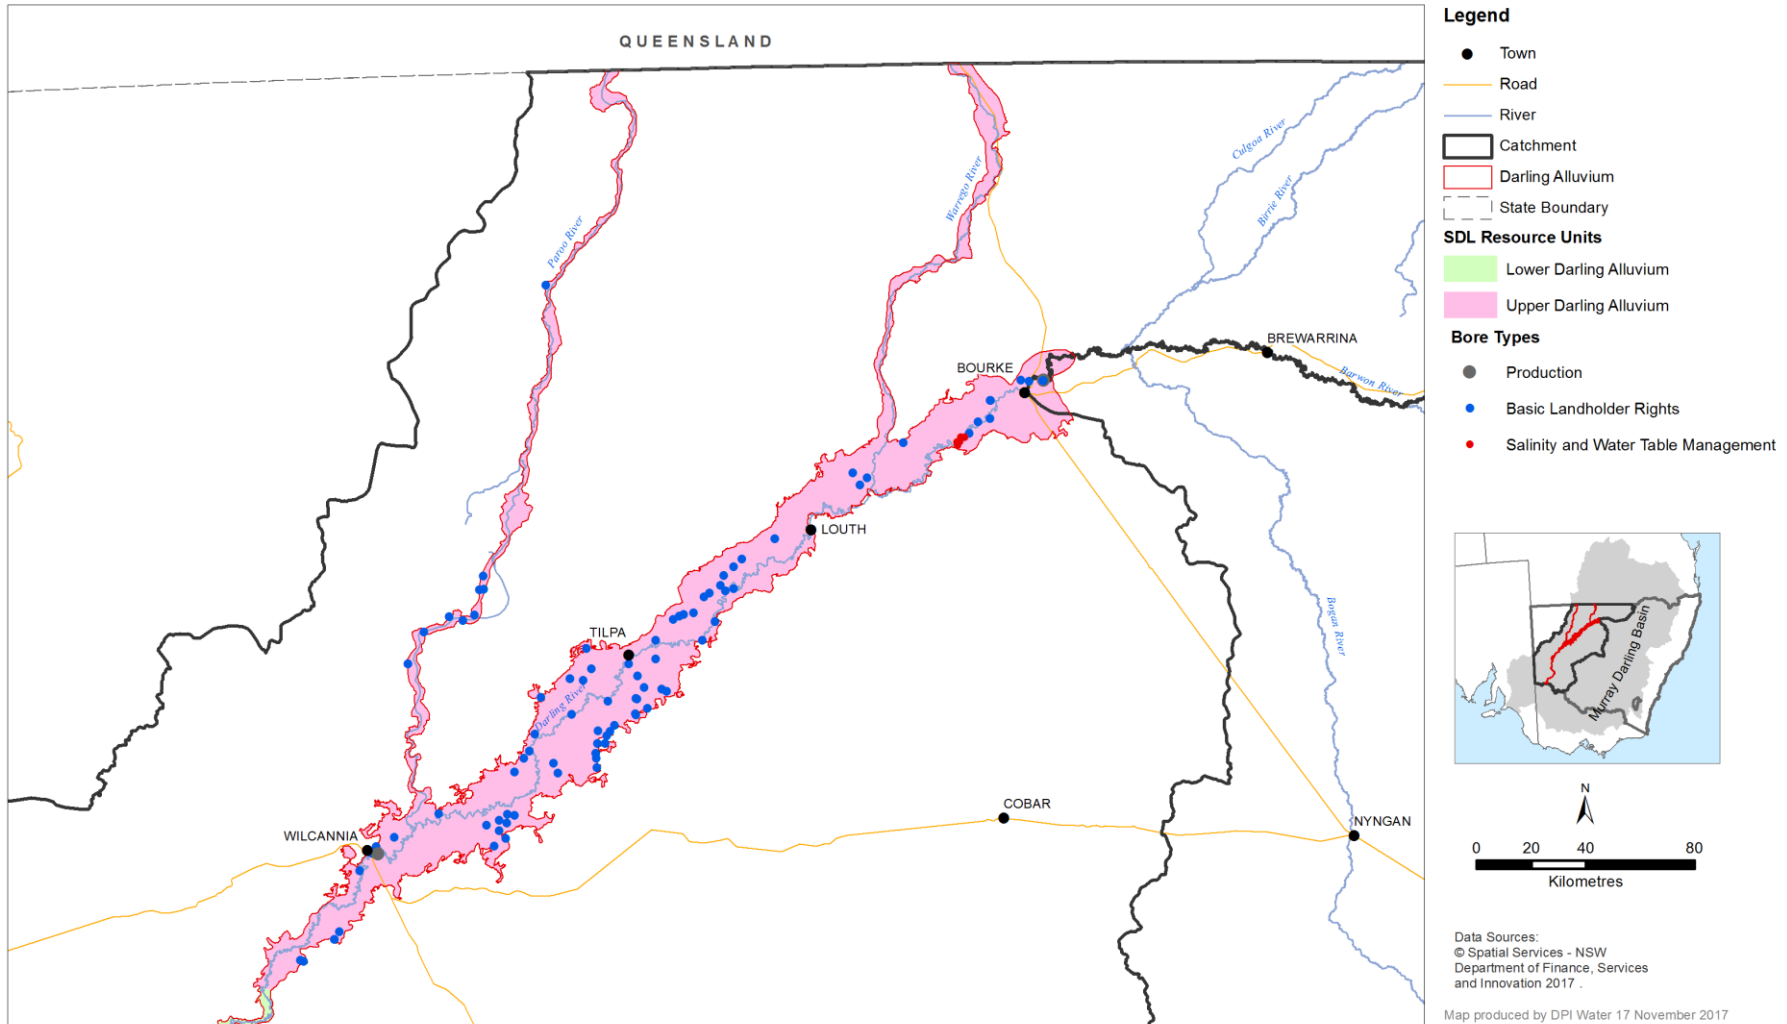 QUEENSLAND
Culgoa River
Birrie River
Warrego River
Paroo River
BREWARRINA
BOURKE
Barwon River
LOUTH
Bogan River
TILPA
Darling River
COBAR
NYNGAN
WILCANNIA
Legend
Town
Road
River
Catchment
Darling Alluvium
State Boundary
SDL Resource Units
Lower Darling Alluvium
Upper Darling Alluvium
Bore Types
Production
Basic Landholder Rights
Salinity and Water Table Management
Murray Darling Basin
N
0 20 40 80
Kilometres
Data Sources:
© Spatial Services - NSW
Department of Finance, Services
and Innovation 2017 .
Map produced by DPI Water 17 November 2017